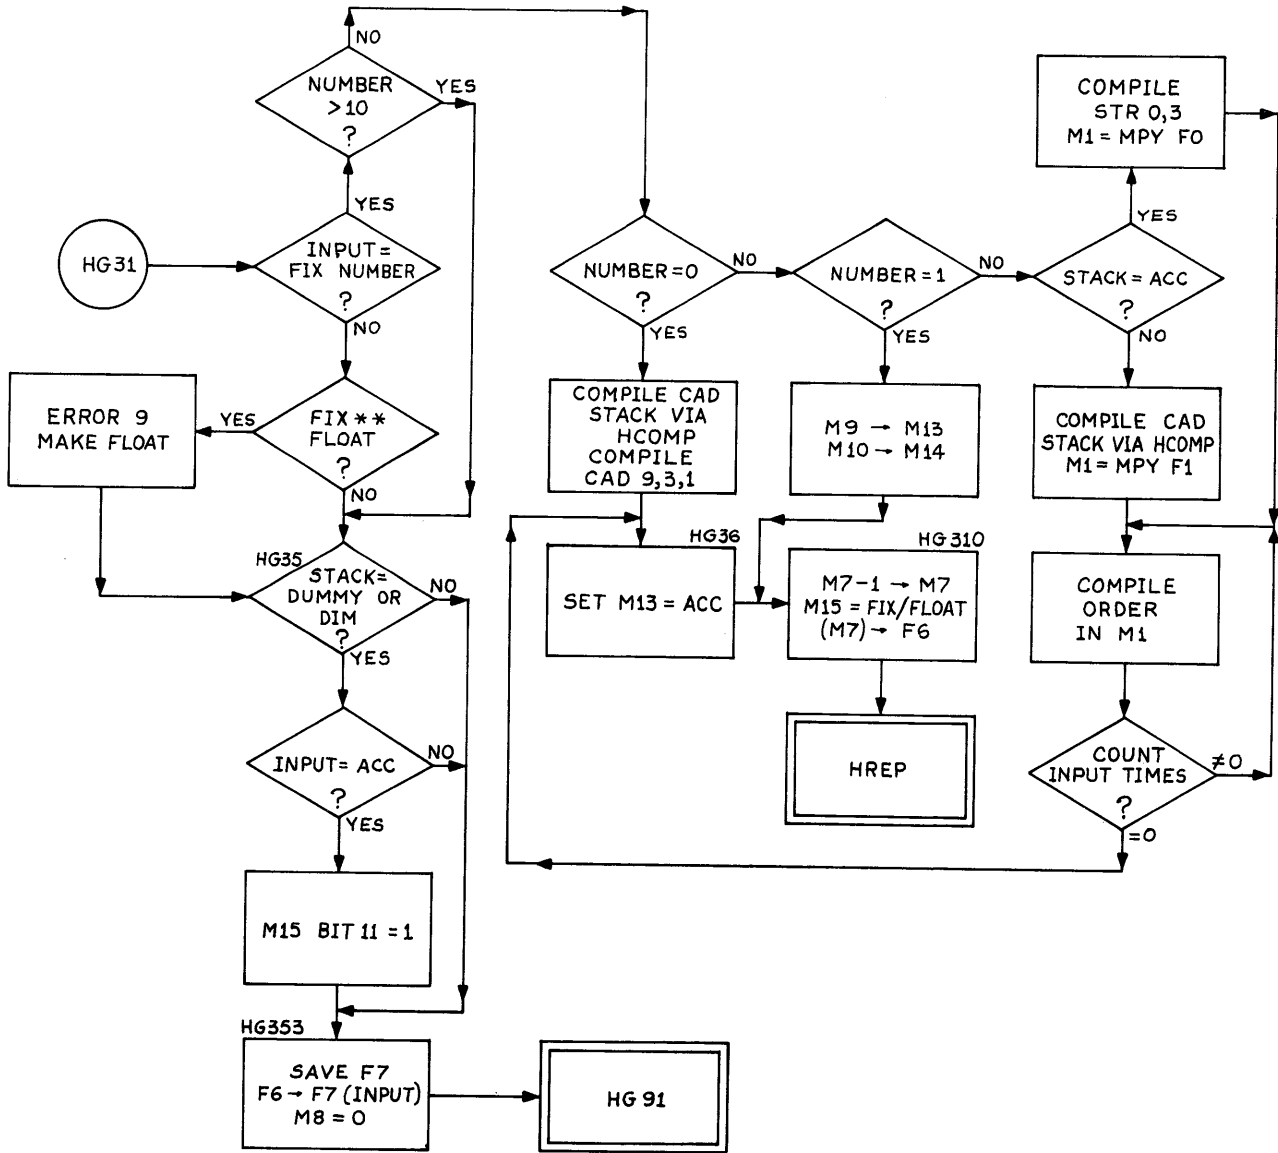 NO
NUMBER
>10
?
YES
YES
HG31
INPUT=
FIX NUMBER
?
NO
ERROR 9
MAKE FLOAT
YES
FIX**
FLOAT
?
NO
HG35
STACK=
DUMMY OR
DIM
?
NO
YES
INPUT= ACC
?
NO
YES
M15 BIT 11 = 1
HG353
SAVE F7
F6→ F7 (INPUT)
M8 = 0
HG 91
NUMBER=0
?
NO
YES
COMPILE CAD
STACK VIA
HCOMP
COMPILE
CAD 9,3,1
HG36
SET M13 = ACC
NUMBER = 1
?
NO
YES
M9 → M13
M10 → M14
HG310
M7-1 → M7
M15 = FIX/FLOAT
(M7)→ F6
HREP
COMPILE
STR 0,3
M1 = MPY F0
YES
STACK= ACC
?
NO
COMPILE CAD
STACK VIA HCOMP
M1= MPY F1
COMPILE
ORDER
IN M1
COUNT
INPUT TIMES
?
≠0
=0